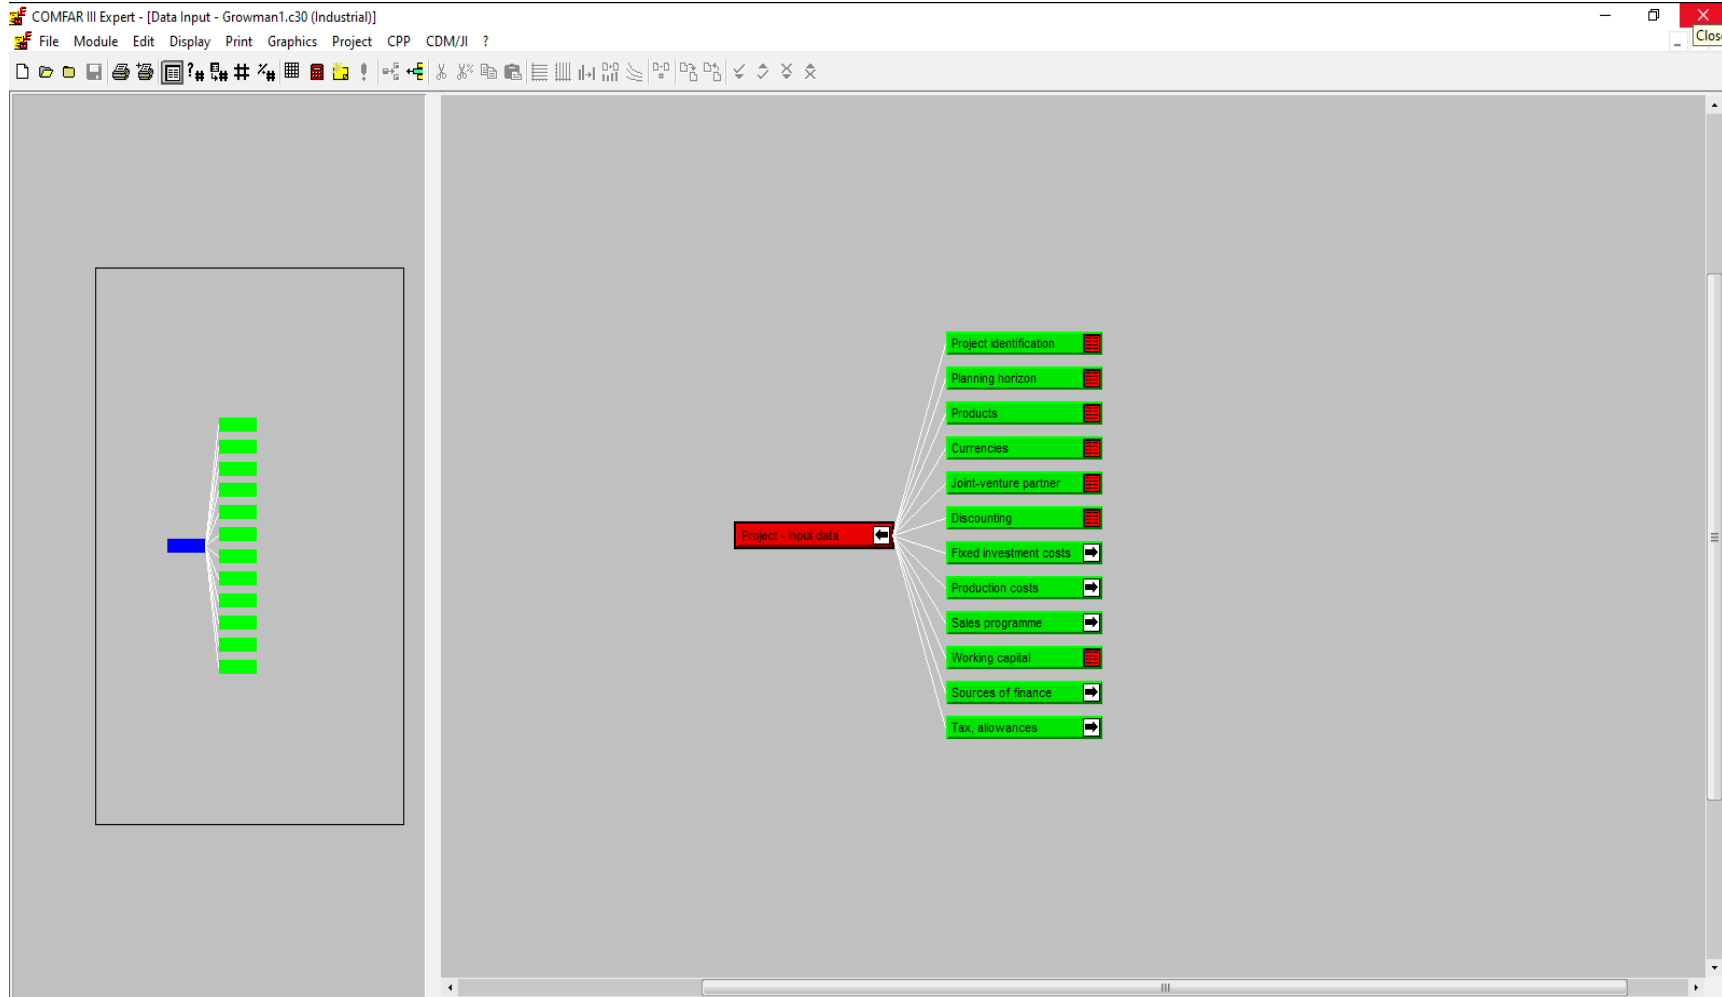 COMFAR III Expert - [Data Input - Growman1.c30 (Industrial)]
File Module Edit Display Print Graphics Project CPP CDM/JI ?
Close
Project identification
Planning horizon
Products
Currencies
Joint-venture partner
Discounting
Project - input data
Fixed investment costs
Production costs
Sales programme
Working capital
Sources of finance
Tax, allowances